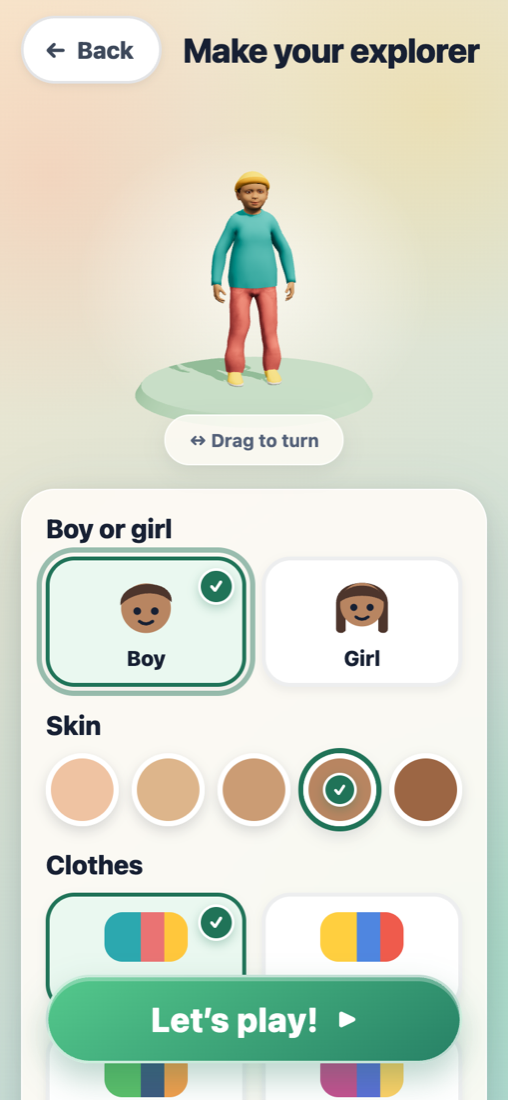 Back
Make your explorer
Drag to turn
Boy or girl
Boy
Girl
Skin
Clothes
Let’s play!